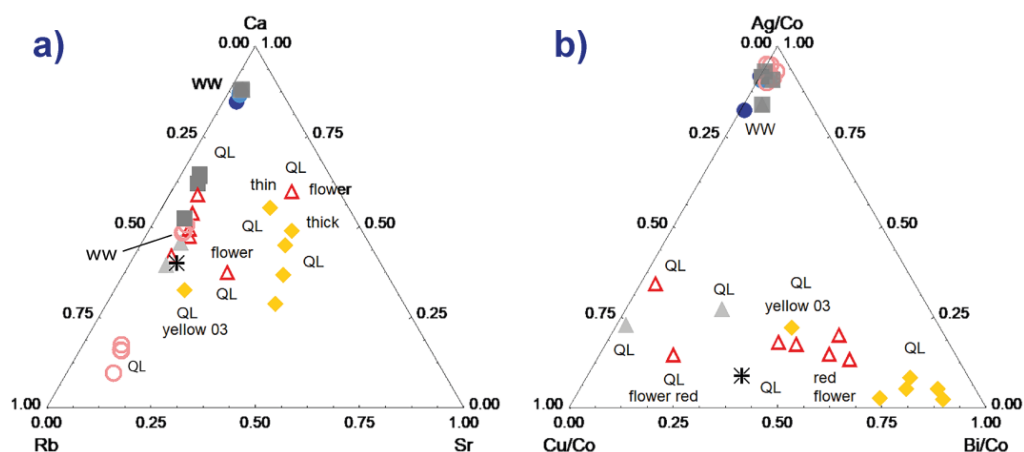 a)
Ca
0.00 1.00
WW
0.25 0.75
QL
QL
thin
flower
0.50 0.50
QL
thick
WW
flower
QL
QL
0.75 0.25
QL
yellow 03
QL
1.00 0.00
0.00 0.25 0.50 0.75 1.00
Rb Sr
b)
Ag/Co
0.00 1.00
WW
0.25 0.75
0.50 0.50
QL
QL
QL
yellow 03
0.75 0.25
QL
QL
QL
flower red
QL
red
flower
1.00 0.00
0.00 0.25 0.50 0.75 1.00
Cu/Co Bi/Co